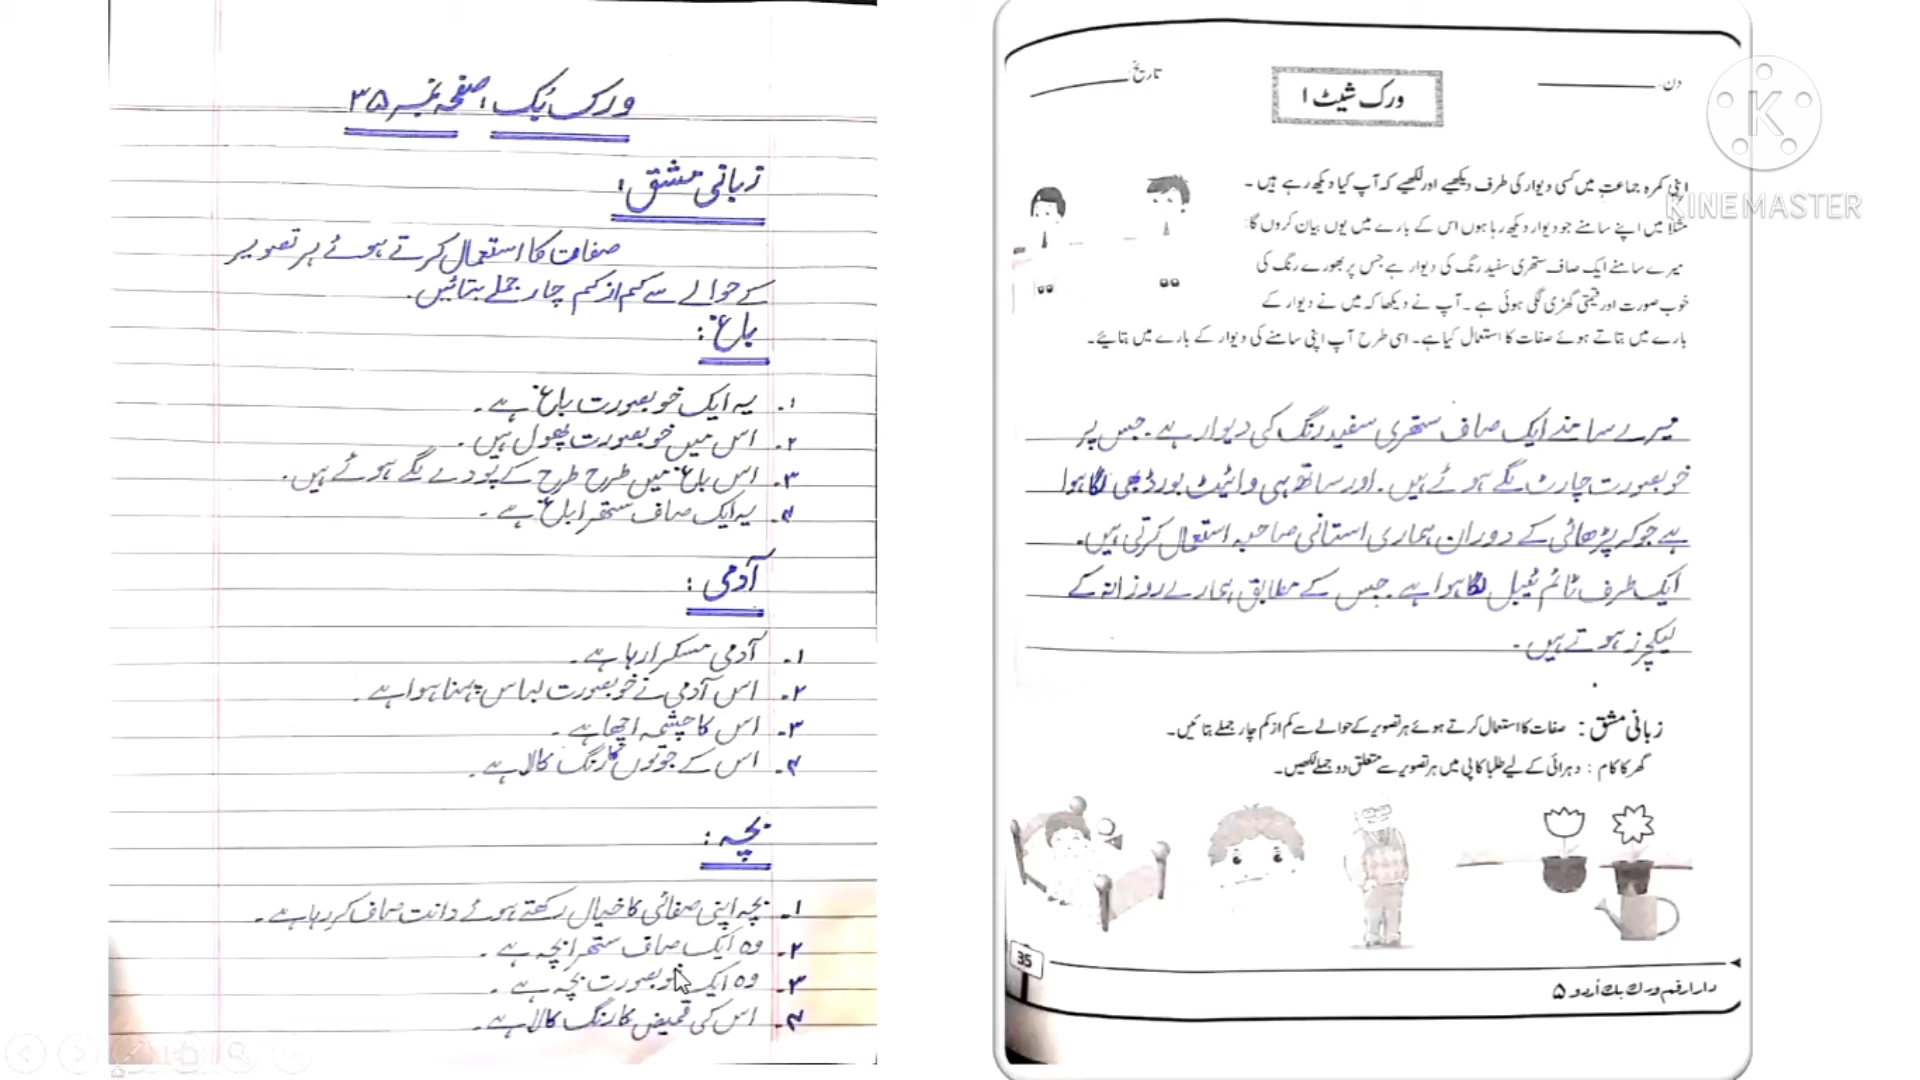 ورک بک: صفحہ نمبر ۳۵
زبانی مشق:
صفات کا استعمال کرتے ہوئے ہر تصویر
کے حوالے سے کم از کم چار جملے بتائیں۔
باغ:
۱۔ یہ ایک خوبصورت باغ ہے۔
۲۔ اس میں خوبصورت پھول ہیں۔
۳۔ اس باغ میں طرح طرح کے پودے لگے ہوئے ہیں۔
۴۔ یہ ایک صاف ستھرا باغ ہے۔
آدمی:
۱۔ آدمی مسکرا رہا ہے۔
۲۔ اس آدمی نے خوبصورت لباس پہنا ہوا ہے۔
۳۔ اس کا چشمہ اچھا ہے۔
۴۔ اس کے جوتوں کا رنگ کالا ہے۔
بچہ:
۱۔ بچہ اپنی صفائی کا خیال رکھتے ہوئے دانت صاف کر رہا ہے۔
۲۔ وہ ایک صاف ستھرا بچہ ہے۔
۳۔ وہ ایک خوبصورت بچہ ہے۔
۴۔ اس کی قمیض کا رنگ کالا ہے۔
دن: تاریخ:
ورک شیٹ ۱
اپنی کمرہ جماعت میں کسی دیوار کی طرف دیکھیے اور لکھیے کہ آپ کیا دیکھ رہے ہیں۔
مثلاً میں اپنے سامنے جو دیوار دیکھ رہا ہوں اس کے بارے میں یوں بیان کروں گا:
میرے سامنے ایک صاف ستھری سفید رنگ کی دیوار ہے جس پر بھورے رنگ کی
خوب صورت اور قیمتی گھڑی لگی ہوئی ہے۔ آپ نے دیکھا کہ میں نے دیوار کے
بارے میں بتاتے ہوئے صفات کا استعمال کیا ہے۔ اسی طرح آپ اپنی سامنے کی دیوار کے بارے میں بتایئے۔
میرے سامنے ایک صاف ستھری سفید رنگ کی دیوار ہے۔ جس پر
خوبصورت چارٹ لگے ہوئے ہیں۔ اور ساتھ ہی وائیٹ بورڈ بھی لگا ہوا
ہے جو کہ پڑھائی کے دوران ہماری استانی صاحبہ استعمال کرتی ہیں۔
ایک طرف ٹائم ٹیبل لگا ہوا ہے۔ جس کے مطابق ہمارے روزانہ کے
لیکچرز ہوتے ہیں۔
زبانی مشق: صفات کا استعمال کرتے ہوئے ہر تصویر کے حوالے سے کم از کم چار جملے بتائیں۔
گھر کا کام: دہرائی کے لیے طلبا کاپی میں ہر تصویر سے متعلق دو جملے لکھیں۔
35
دارارقم ورک بک اُردو ۵
K
KINEMASTER